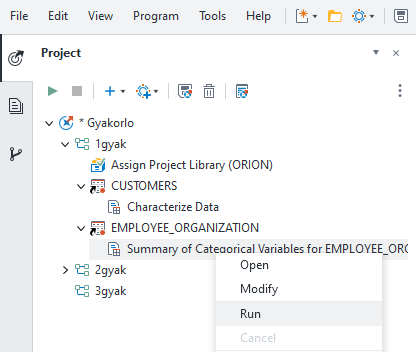 File Edit View Program Tools Help
Project
* Gyakorlo
1gyak
Assign Project Library (ORION)
CUSTOMERS
Characterize Data
EMPLOYEE_ORGANIZATION
Summary of Categorical Variables for EMPLOYEE_ORG
Open
2gyak
Modify
3gyak
Run
Cancel